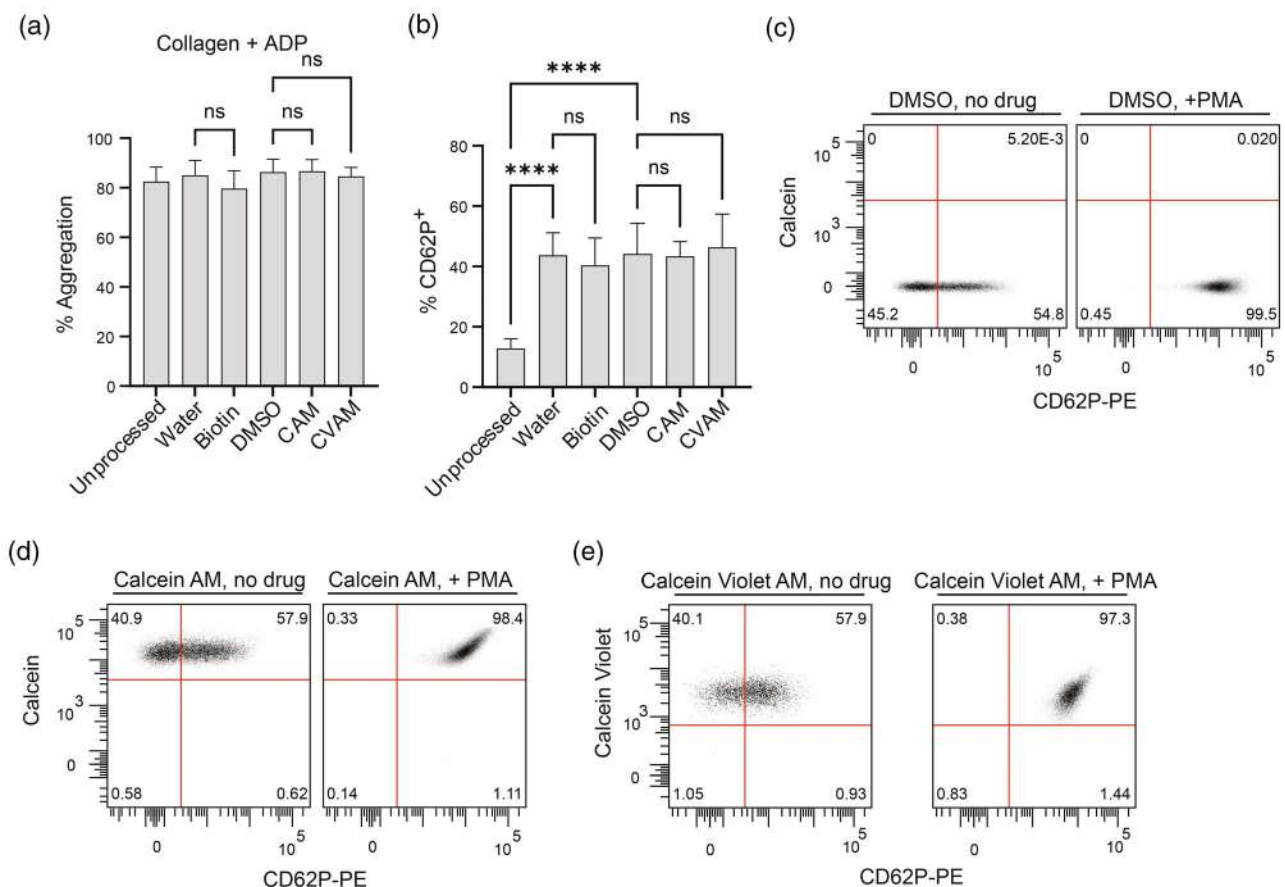 (a)
Collagen + ADP
ns
ns
ns
% Aggregation
100
80
60
40
20
0
Unprocessed
Water
Biotin
DMSO
CAM
CVAM
(b)
****
ns
ns
****
ns
% CD62P+
80
60
40
20
0
Unprocessed
Water
Biotin
DMSO
CAM
CVAM
(c)
DMSO, no drug
DMSO, +PMA
Calcein
10^5
10^3
0
0
5.20E-3
45.2
54.8
0
0.020
0.45
99.5
0
10^5
0
10^5
CD62P-PE
(d)
Calcein AM, no drug
Calcein AM, + PMA
Calcein
10^5
10^3
0
40.9
57.9
0.58
0.62
0.33
98.4
0.14
1.11
0
10^5
0
10^5
CD62P-PE
(e)
Calcein Violet AM, no drug
Calcein Violet AM, + PMA
Calcein Violet
10^5
10^3
0
40.1
57.9
1.05
0.93
0.38
97.3
0.83
1.44
0
10^5
0
10^5
CD62P-PE